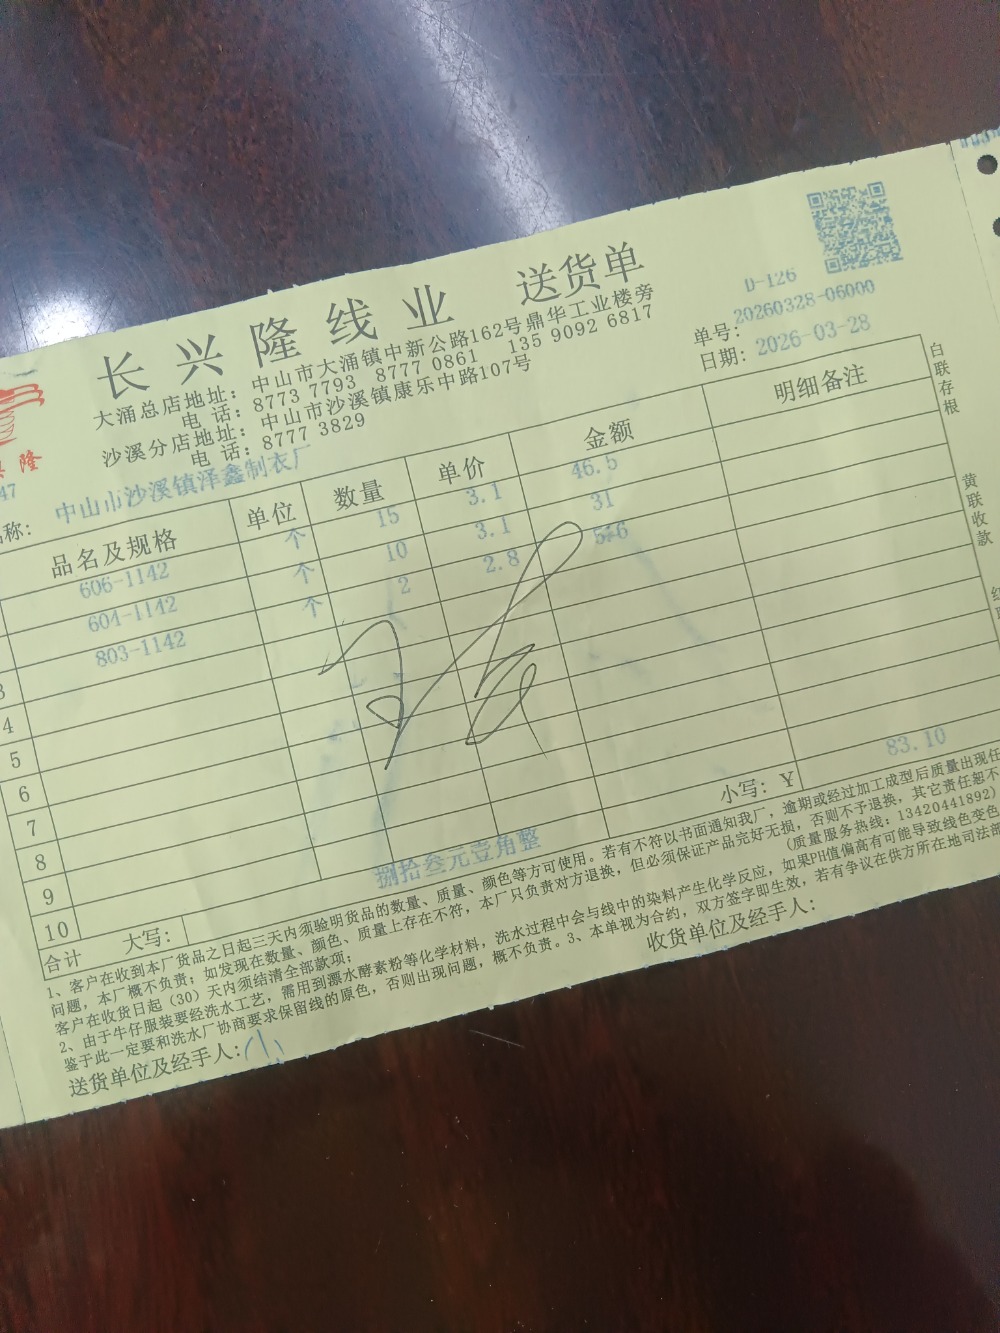 长兴隆线业 送货单
D-126
大涌总店地址：中山市大涌镇中新公路162号鼎华工业楼旁
电 话：8773 7793 8777 0861 135 9092 6817
单号：20260328-06000
沙溪分店地址：中山市沙溪镇康乐中路107号
电 话：8777 3829
日期：2026-03-28
隆
47
称：中山市沙溪镇泽鑫制衣厂
品名及规格 单位 数量 单价 金额 明细备注
606-1142 个 15 3.1 46.5
604-1142 个 10 3.1 31
3 803-1142 个 2 2.8 5.6
4
5
6
7
8
9
10
合计 大写：捌拾叁元壹角整 小写：￥ 83.10
1、客户在收到本厂货品之日起三天内须验明货品的数量、质量、颜色等方可使用。若有不符以书面通知我厂，逾期或经过加工成型后质量出现任
问题，本厂概不负责；如发现在数量、颜色、质量上存在不符，本厂只负责对方退换，但必须保证产品完好无损，否则不予退换，其它责任恕不
客户在收货日起（30）天内须结清全部款项； （质量服务热线：13420441892）
2、由于牛仔服装要经洗水工艺，需用到漂水酵素粉等化学材料，洗水过程中会与线中的染料产生化学反应，如果PH值偏高有可能导致线色变色
鉴于此一定要和洗水厂协商要求保留线的原色，否则出现问题，概不负责。3、本单视为合约，双方签字即生效，若有争议在供方所在地司法部
送货单位及经手人：小 收货单位及经手人：
白联存根
黄联收款